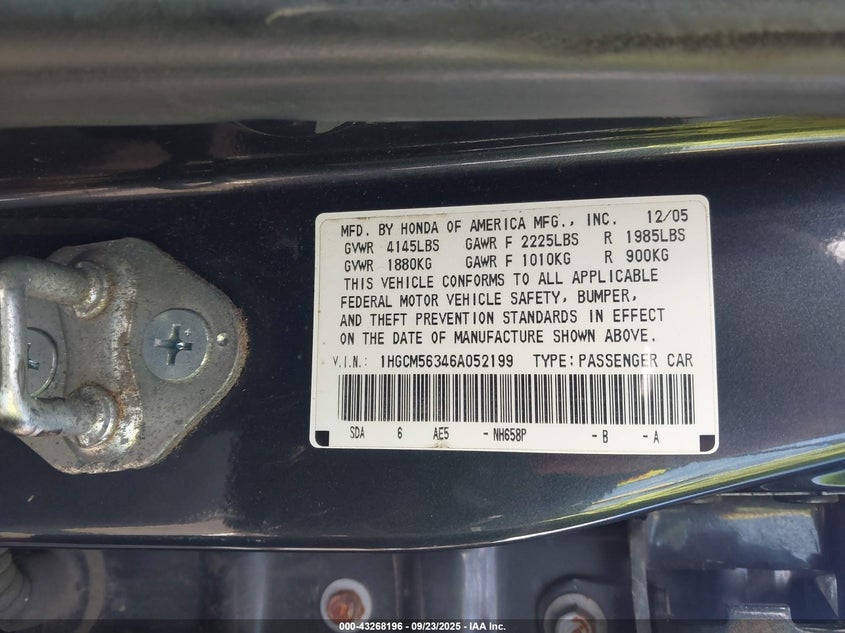 MFD. BY HONDA OF AMERICA MFG., INC. 12/05
GVWR 4145LBS GAWR F 2225LBS R 1985LBS
GVWR 1880KG GAWR F 1010KG R 900KG
THIS VEHICLE CONFORMS TO ALL APPLICABLE
FEDERAL MOTOR VEHICLE SAFETY, BUMPER,
AND THEFT PREVENTION STANDARDS IN EFFECT
ON THE DATE OF MANUFACTURE SHOWN ABOVE.
V.I.N.: 1HGCM56346A052199 TYPE: PASSENGER CAR
SDA 6 AE5 -NH658P -B -A
000-43268196 - 09/23/2025 - IAA Inc.